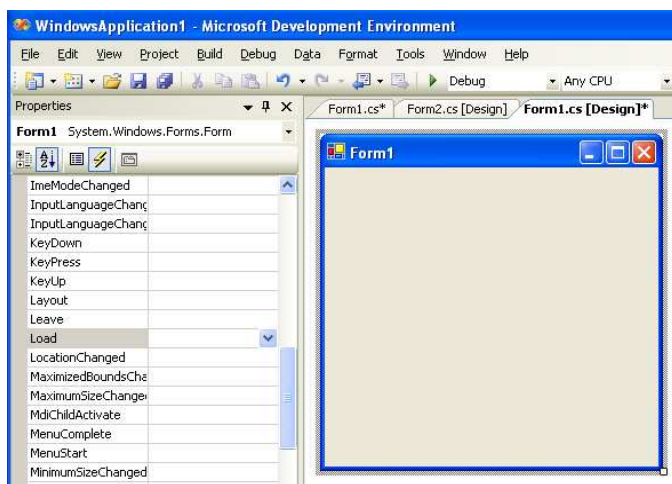 WindowsApplication1 - Microsoft Development Environment
File Edit View Project Build Debug Data Format Tools Window Help
Debug Any CPU
Properties
Form1 System.Windows.Forms.Form
ImeModeChanged
InputLanguageChang
InputLanguageChang
KeyDown
KeyPress
KeyUp
Layout
Leave
Load
LocationChanged
MaximizedBoundsCha
MaximumSizeChange
MdiChildActivate
MenuComplete
MenuStart
MinimumSizeChanged
Form1.cs* Form2.cs [Design] Form1.cs [Design]*
Form1